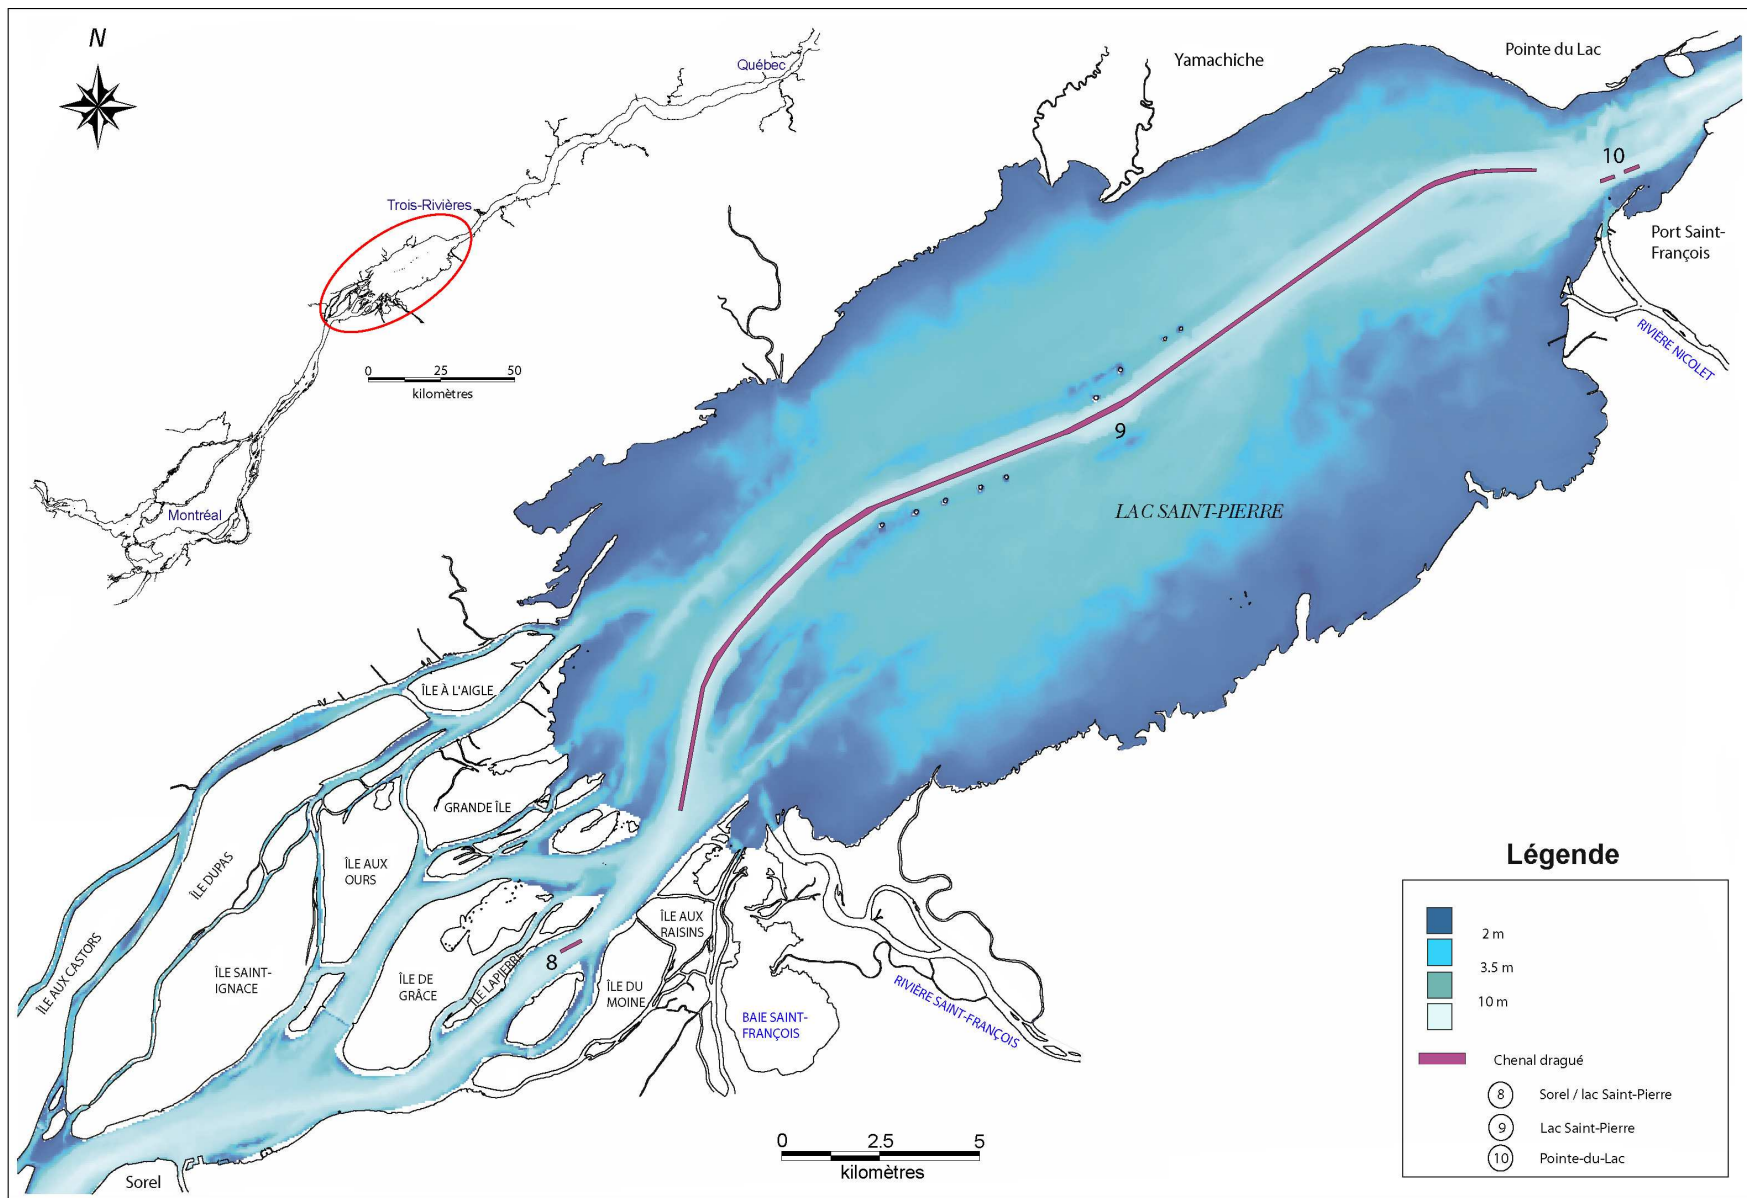 N
Québec
Trois-Rivières
Montréal
0 25 50
kilomètres
Yamachiche
Pointe du Lac
10
Port Saint-
François
RIVIÈRE NICOLET
9
LAC SAINT-PIERRE
ÎLE À L'AIGLE
GRANDE ÎLE
ÎLE DUPAS
ÎLE AUX
OURS
ÎLE AUX CASTORS
ÎLE SAINT-
IGNACE
ÎLE DE
GRÂCE
ÎLE LAPIERRE
8
ÎLE AUX
RAISINS
ÎLE DU
MOINE
BAIE SAINT-
FRANÇOIS
RIVIÈRE SAINT-FRANÇOIS
Sorel
0 2.5 5
kilomètres
Légende
2 m
3.5 m
10 m
Chenal dragué
8 Sorel / lac Saint-Pierre
9 Lac Saint-Pierre
10 Pointe-du-Lac